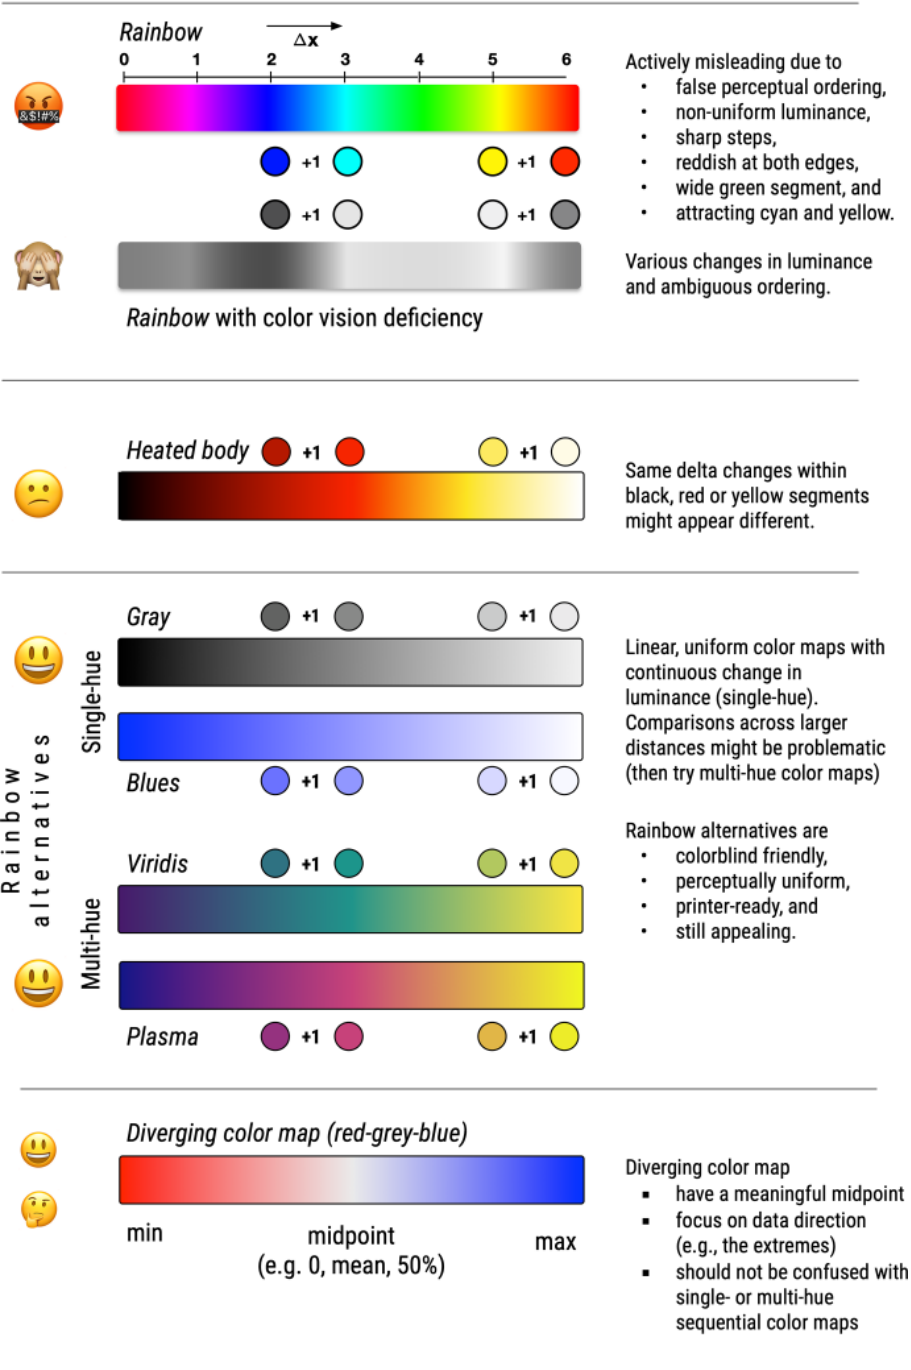 Rainbow
Δx
0 1 2 3 4 5 6
&$!#%
+1 +1
+1 +1
Rainbow with color vision deficiency
Actively misleading due to
• false perceptual ordering,
• non-uniform luminance,
• sharp steps,
• reddish at both edges,
• wide green segment, and
• attracting cyan and yellow.
Various changes in luminance
and ambiguous ordering.
Heated body +1 +1
Same delta changes within
black, red or yellow segments
might appear different.
Rainbow
alternatives
Single-hue
Gray +1 +1
Blues +1 +1
Linear, uniform color maps with
continuous change in
luminance (single-hue).
Comparisons across larger
distances might be problematic
(then try multi-hue color maps)
Multi-hue
Viridis +1 +1
Plasma +1 +1
Rainbow alternatives are
• colorblind friendly,
• perceptually uniform,
• printer-ready, and
• still appealing.
Diverging color map (red-grey-blue)
min
midpoint
(e.g. 0, mean, 50%)
max
Diverging color map
▪ have a meaningful midpoint
▪ focus on data direction
(e.g., the extremes)
▪ should not be confused with
single- or multi-hue
sequential color maps